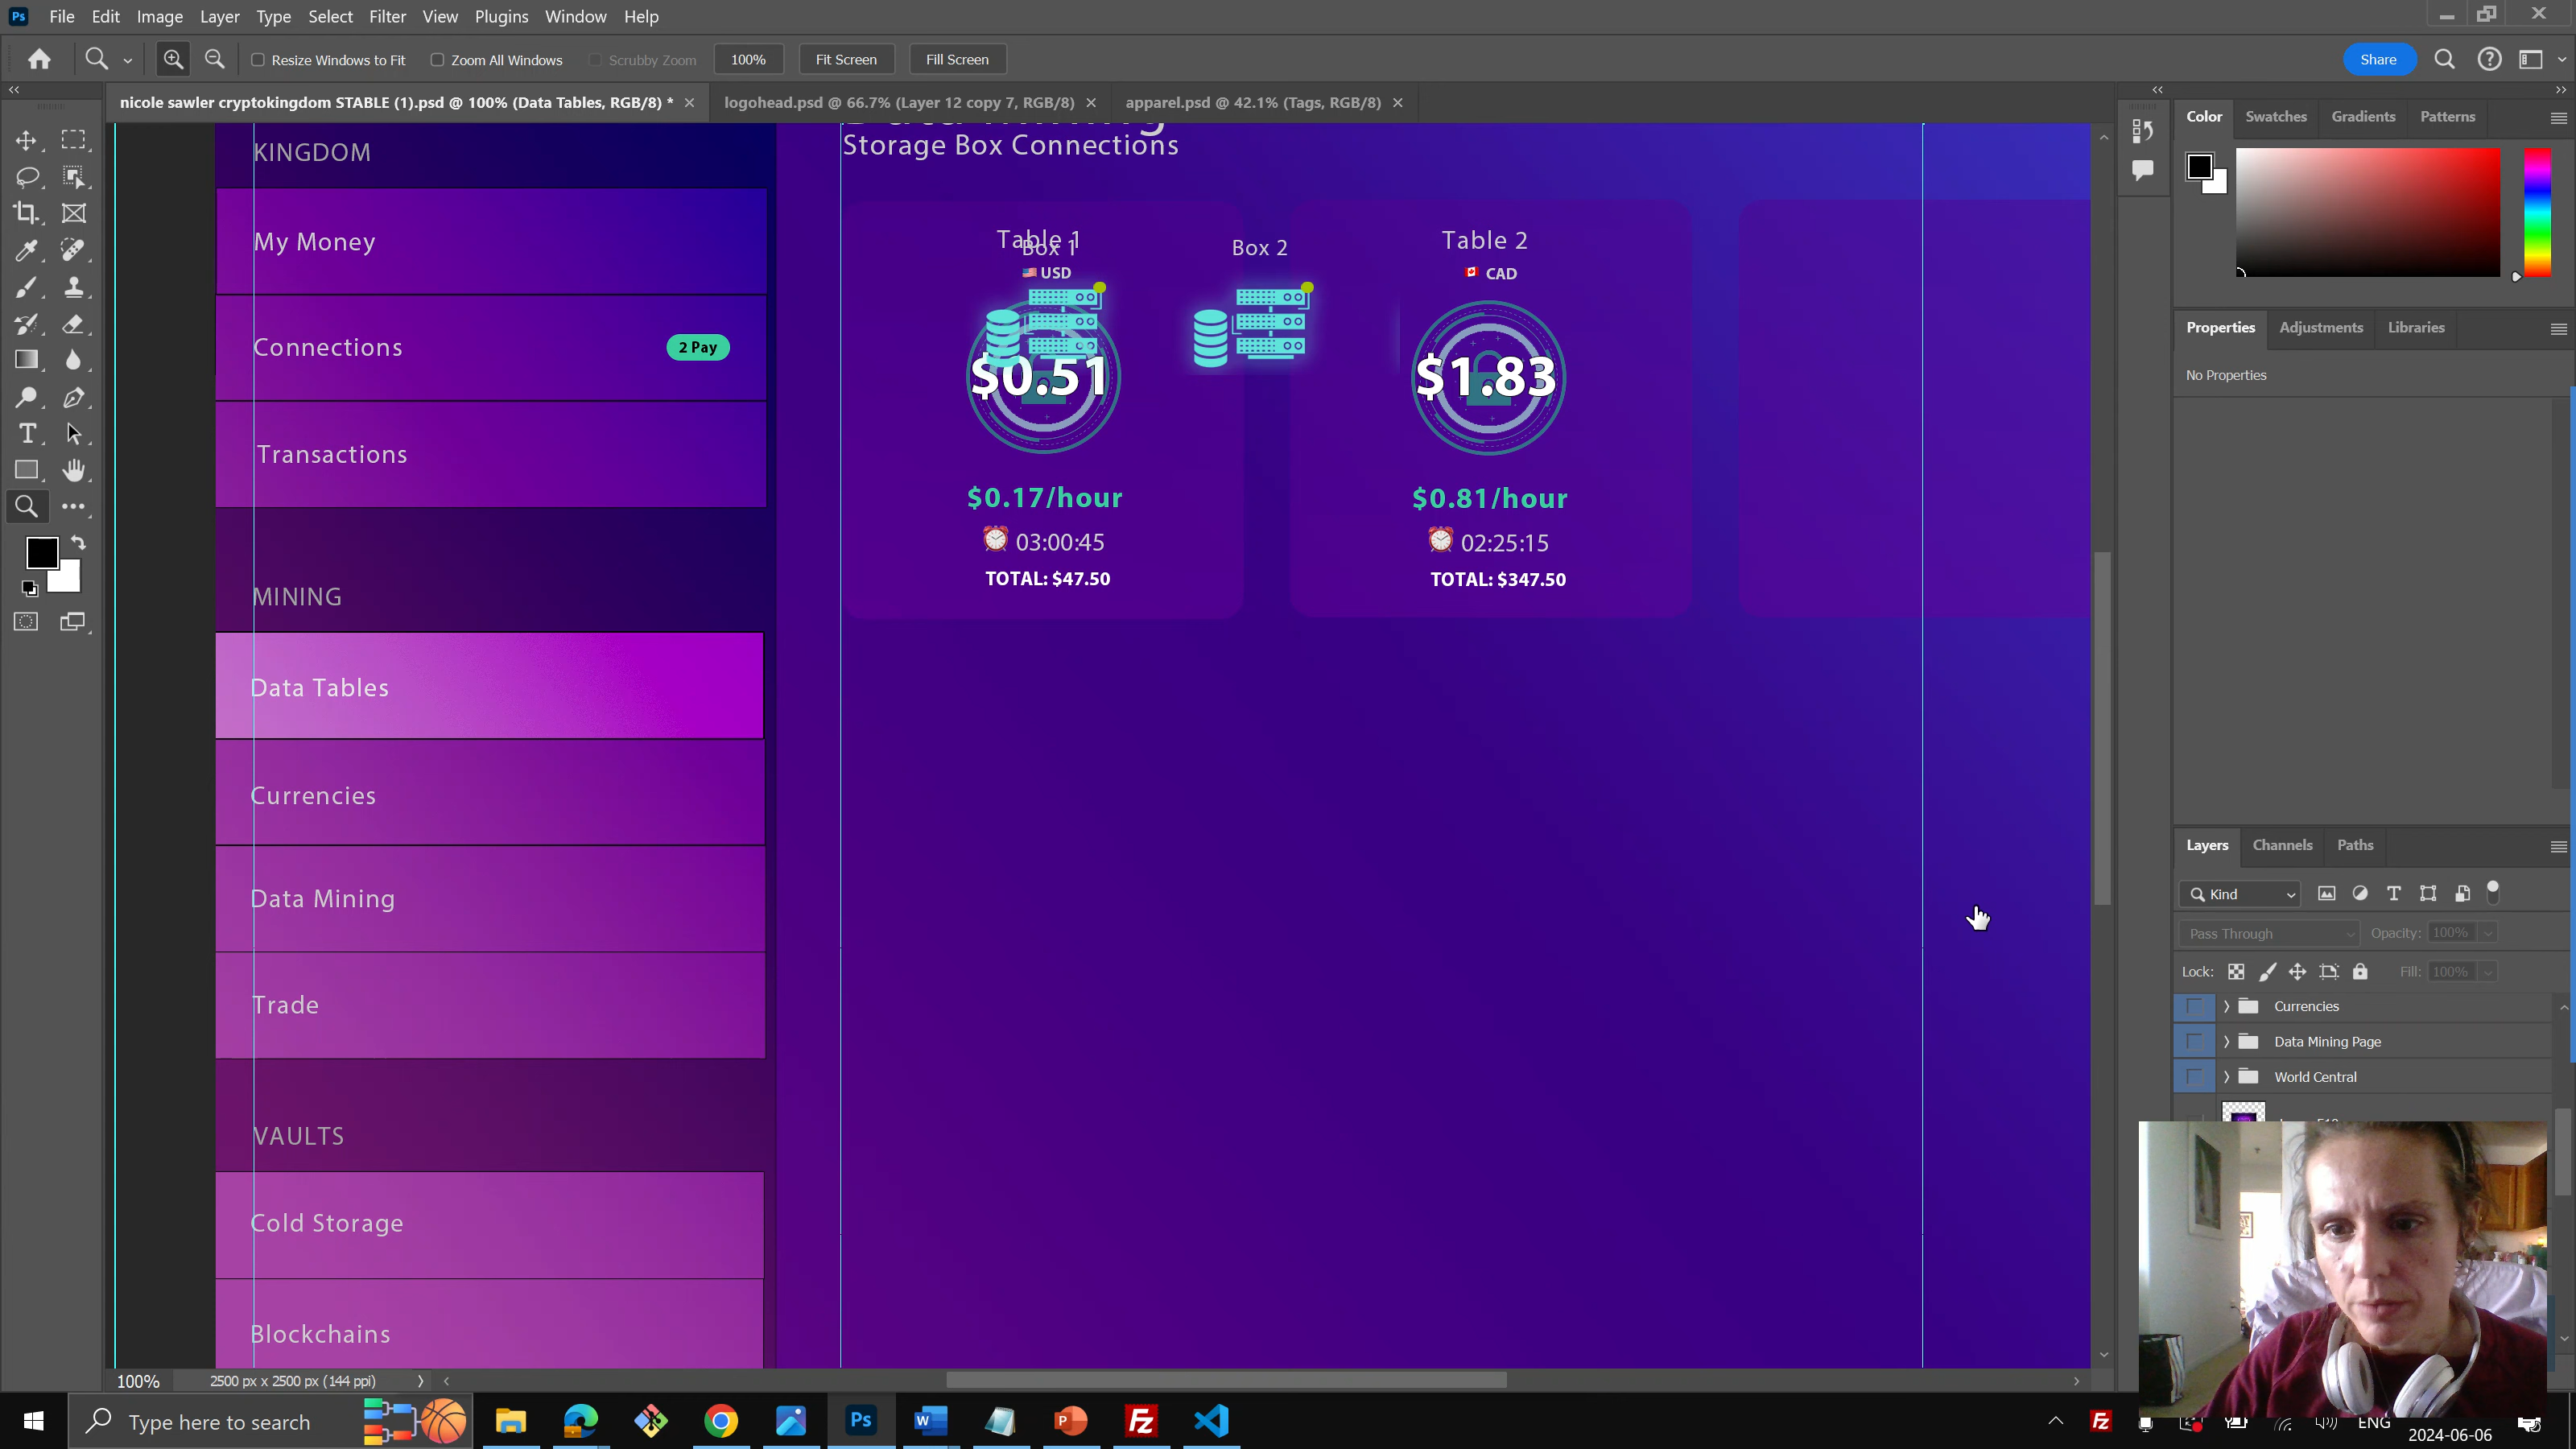 Ps File Edit Image Layer Type Select Filter View Plugins Window Help
Resize Windows to Fit Zoom All Windows Scrubby Zoom 100% Fit Screen Fill Screen Share
nicole sawler cryptokingdom STABLE (1).psd @ 100% (Data Tables, RGB/8) * × logohead.psd @ 66.7% (Layer 12 copy 7, RGB/8) × apparel.psd @ 42.1% (Tags, RGB/8) ×
KINGDOM
My Money
Connections
2 Pay
Transactions
MINING
Data Tables
Currencies
Data Mining
Trade
VAULTS
Cold Storage
Blockchains
Storage Box Connections
Table 1
Box 1
USD
$0.51
$0.17/hour
03:00:45
TOTAL: $47.50
Box 2
Table 2
CAD
$1.83
$0.81/hour
02:25:15
TOTAL: $347.50
Color Swatches Gradients Patterns
Properties Adjustments Libraries
No Properties
Layers Channels Paths
Kind
Pass Through Opacity: 100%
Lock: Fill: 100%
Currencies
Data Mining Page
World Central
100% 2500 px x 2500 px (144 ppi)
Type here to search
ENG
2024-06-06